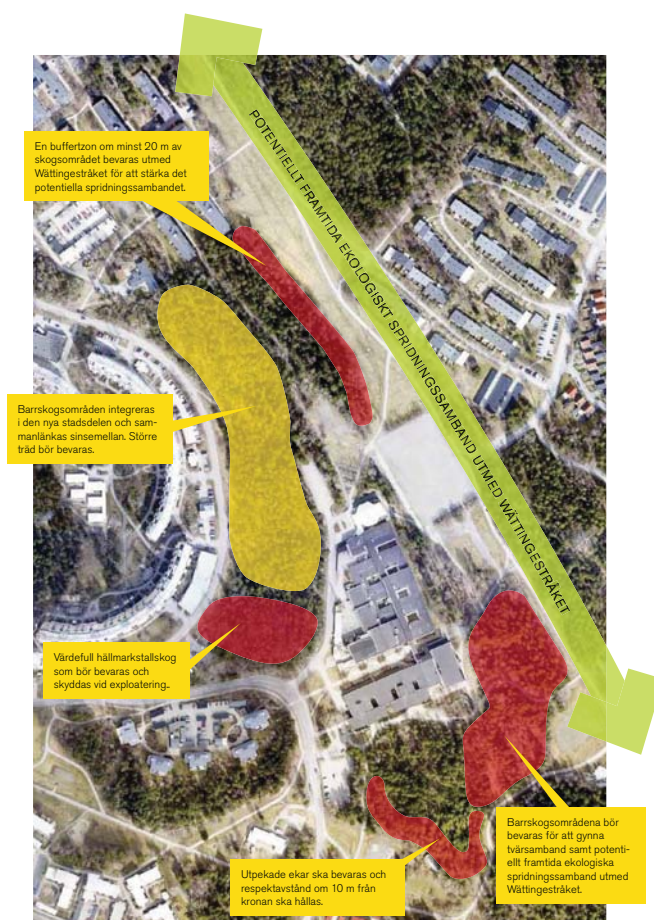 POTENTIELLT FRAMTIDA EKOLOGISKT SPRIDNINGSSAMBAND UTMED WÄTTINGESTRÅKET
En buffertzon om minst 20 m av
skogsområdet bevaras utmed
Wättingestråket för att stärka det
potentiella spridningssambandet.
Barrskogsområden integreras
i den nya stadsdelen och sam-
manlänkas sinsemellan. Större
träd bör bevaras.
Värdefull hällmarkstallskog
som bör bevaras och
skyddas vid exploatering..
Barrskogsområdena bör
bevaras för att gynna
tvärsamband samt potenti-
ellt framtida ekologiska
spridningssamband utmed
Wättingestråket.
Utpekade ekar ska bevaras och
respektavstånd om 10 m från
kronan ska hållas.